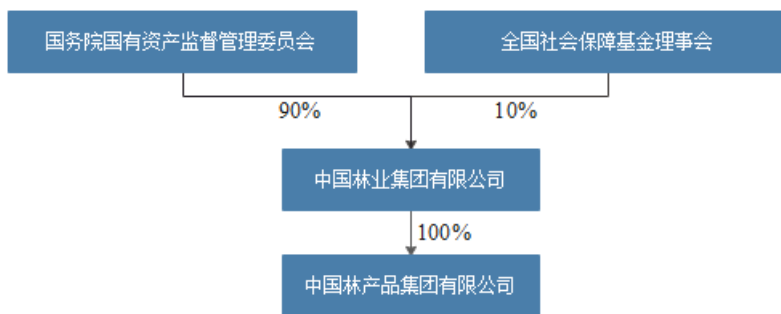 国务院国有资产监督管理委员会
全国社会保障基金理事会
90%
10%
中国林业集团有限公司
100%
中国林产品集团有限公司